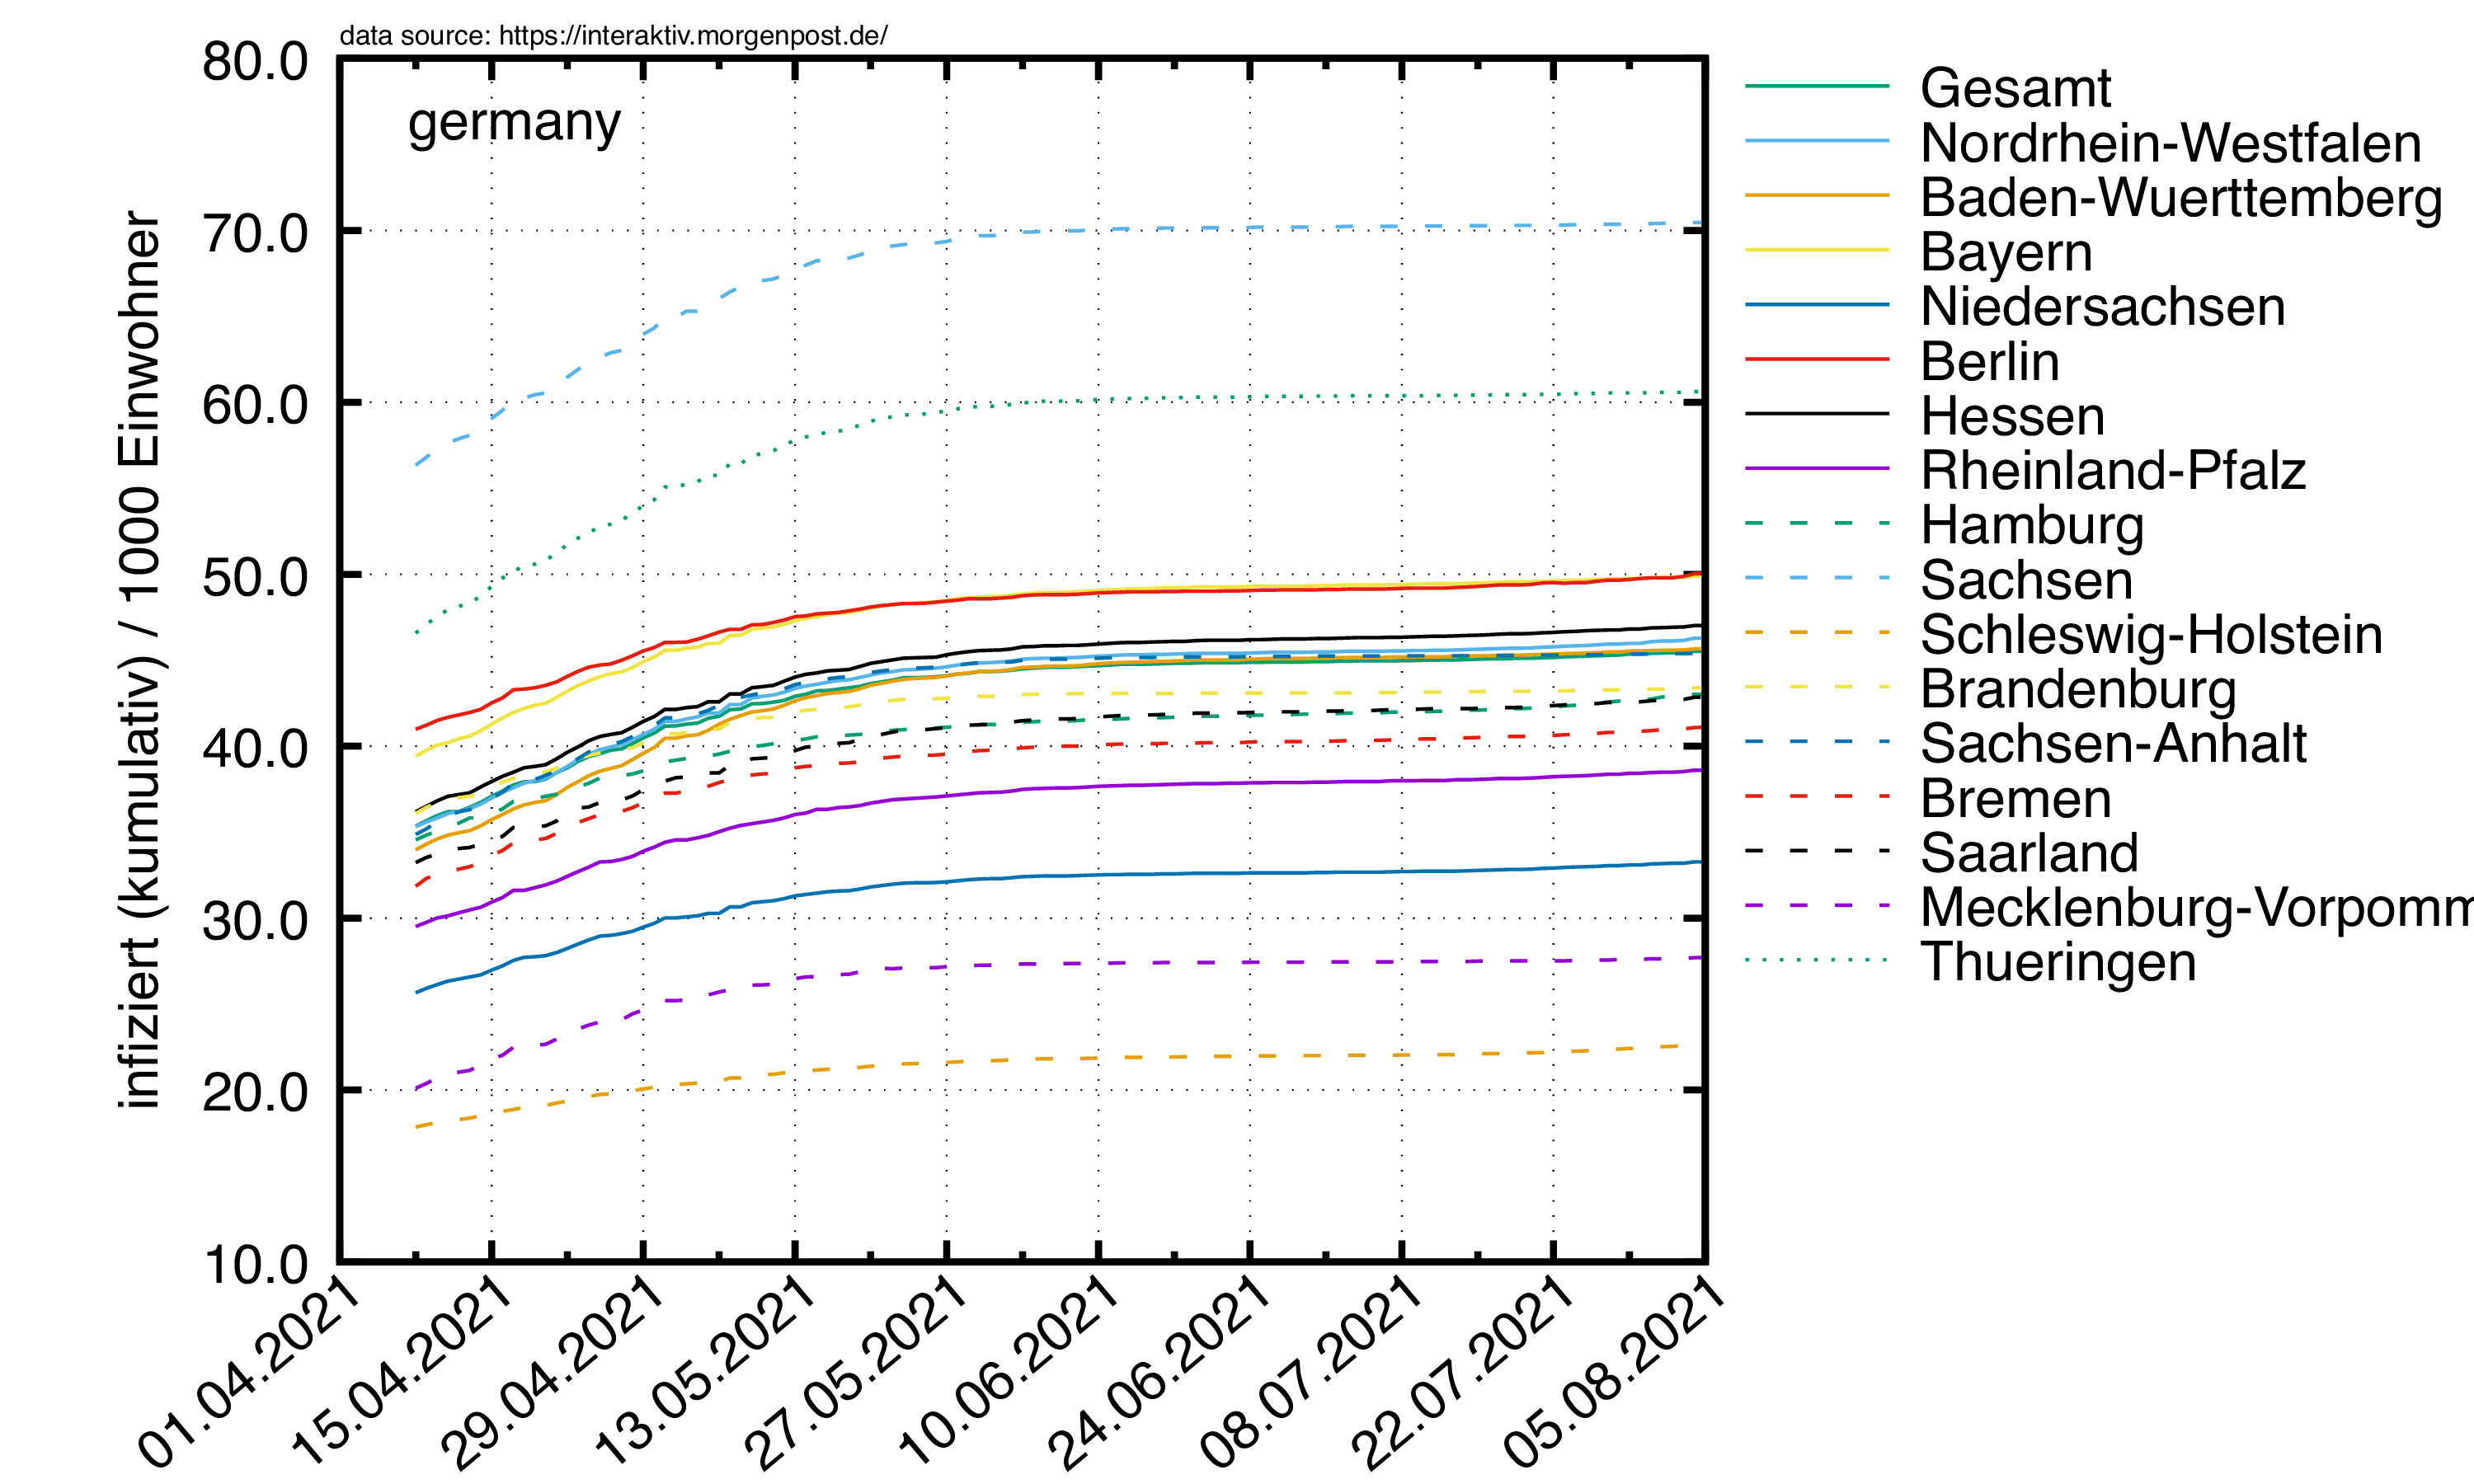 data source: https://interaktiv.morgenpost.de/
germany
infiziert (kumulativ) / 1000 Einwohner
80.0
70.0
60.0
50.0
40.0
30.0
20.0
10.0
01.04.2021
15.04.2021
29.04.2021
13.05.2021
27.05.2021
10.06.2021
24.06.2021
08.07.2021
22.07.2021
05.08.2021
Gesamt
Nordrhein-Westfalen
Baden-Wuerttemberg
Bayern
Niedersachsen
Berlin
Hessen
Rheinland-Pfalz
Hamburg
Sachsen
Schleswig-Holstein
Brandenburg
Sachsen-Anhalt
Bremen
Saarland
Mecklenburg-Vorpomm
Thueringen